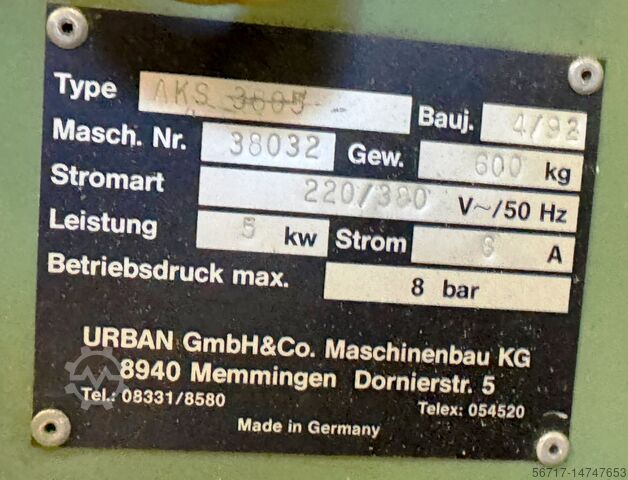 Type AKS 3605 -
Bauj. 4/92
Masch. Nr. 38032 Gew. 600 kg
Stromart 220/380 V~/50 Hz
Leistung 5 kw Strom A
Betriebsdruck max. 8 bar
URBAN GmbH&Co. Maschinenbau KG
8940 Memmingen Dornierstr. 5
Tel.: 08331/8580 Telex: 054520
Made in Germany
56717-14747653